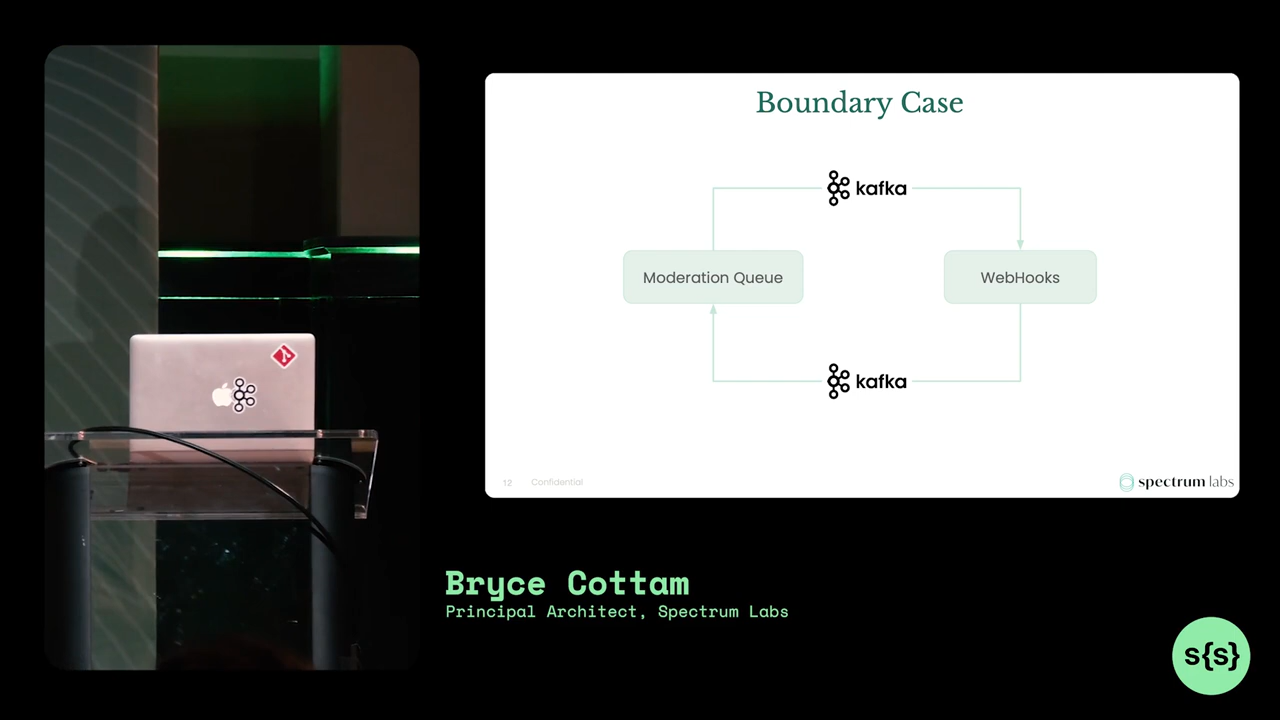 Boundary Case
kafka
Moderation Queue
WebHooks
kafka
12
Confidential
spectrum labs
Bryce Cottam
Principal Architect, Spectrum Labs
s{s}